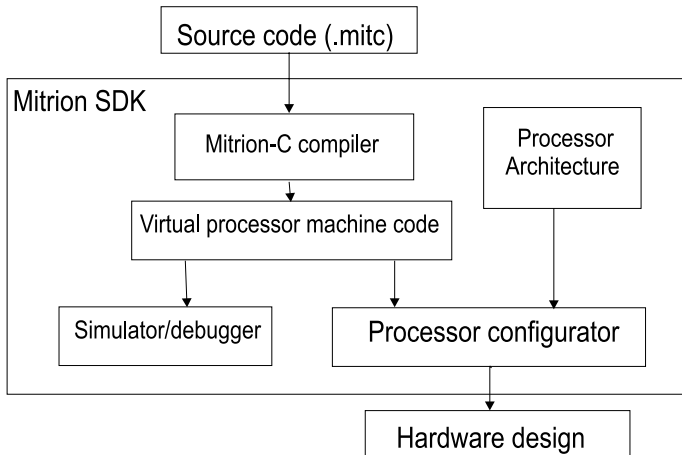 Source code (.mitc)
Mitrion SDK
Mitrion-C compiler
Processor
Architecture
Virtual processor machine code
Simulator/debugger
Processor configurator
Hardware design